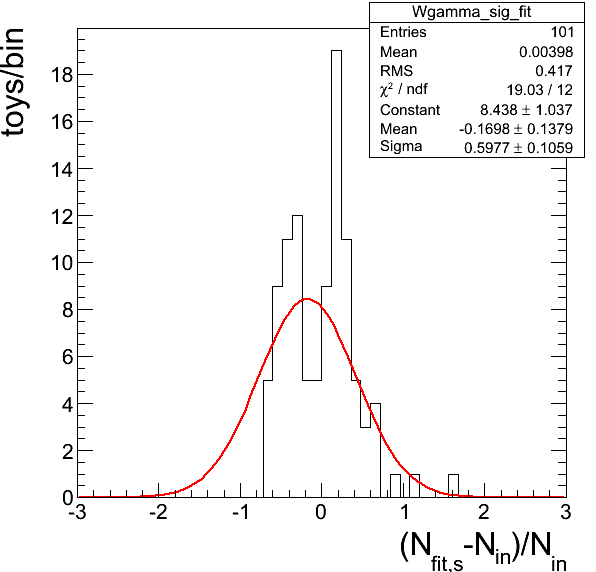 Wgamma_sig_fit
Entries 101
Mean 0.00398
RMS 0.417
χ² / ndf 19.03 / 12
Constant 8.438 ± 1.037
Mean -0.1698 ± 0.1379
Sigma 0.5977 ± 0.1059
toys/bin
18
16
14
12
10
8
6
4
2
0
-3 -2 -1 0 1 2 3
(N_fit,s-N_in)/N_in